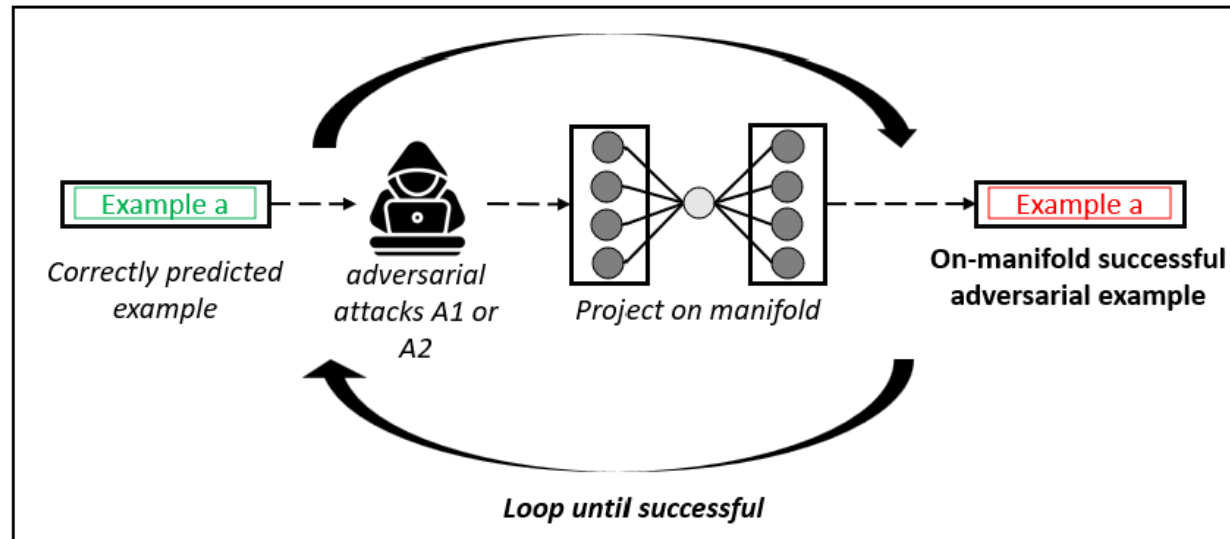 Example a
Correctly predicted
example
adversarial
attacks A1 or
A2
Project on manifold
Example a
On-manifold successful
adversarial example
Loop until successful